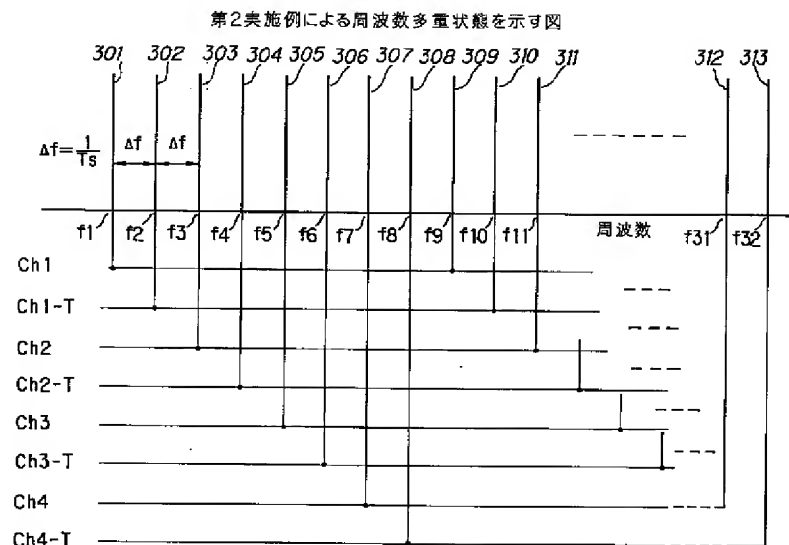 第2実施例による周波数多重状態を示す図
301 302 303 304 305 306 307 308 309 310 311 312 313
Δf=1/Ts Δf Δf
f1 f2 f3 f4 f5 f6 f7 f8 f9 f10 f11 周波数 f31 f32
Ch1
Ch1-T
Ch2
Ch2-T
Ch3
Ch3-T
Ch4
Ch4-T